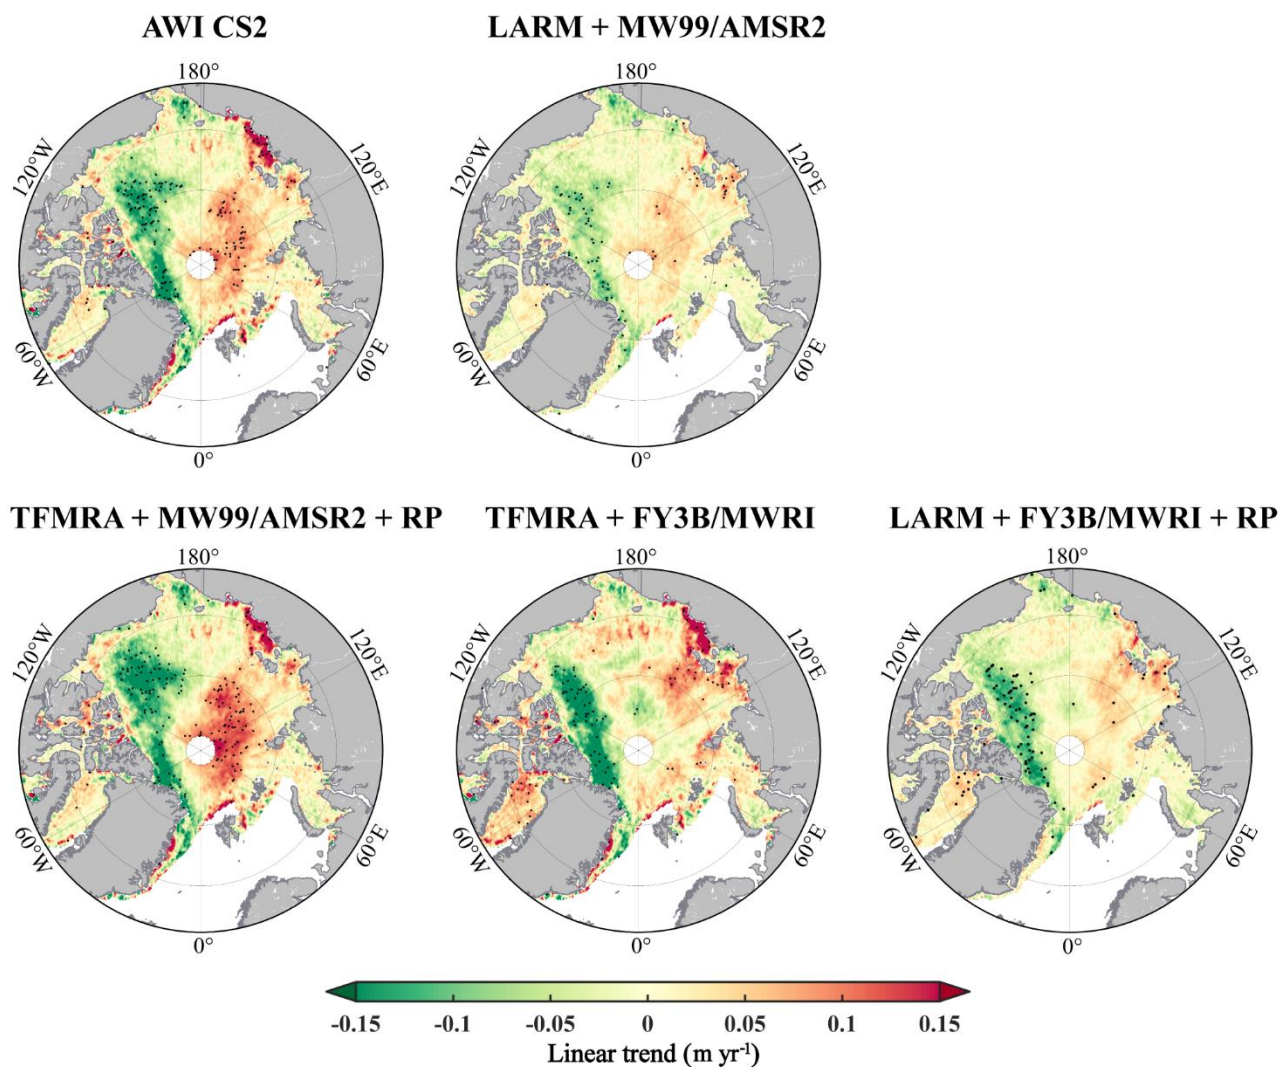 AWI CS2
LARM + MW99/AMSR2
180°
180°
120°W
120°E
120°W
120°E
60°W
60°E
60°W
60°E
0°
0°
TFMRA + MW99/AMSR2 + RP
TFMRA + FY3B/MWRI
LARM + FY3B/MWRI + RP
180°
180°
180°
120°W
120°E
120°W
120°E
120°W
120°E
60°W
60°E
60°W
60°E
60°W
60°E
0°
0°
0°
-0.15 -0.1 -0.05 0 0.05 0.1 0.15
Linear trend (m yr⁻¹)